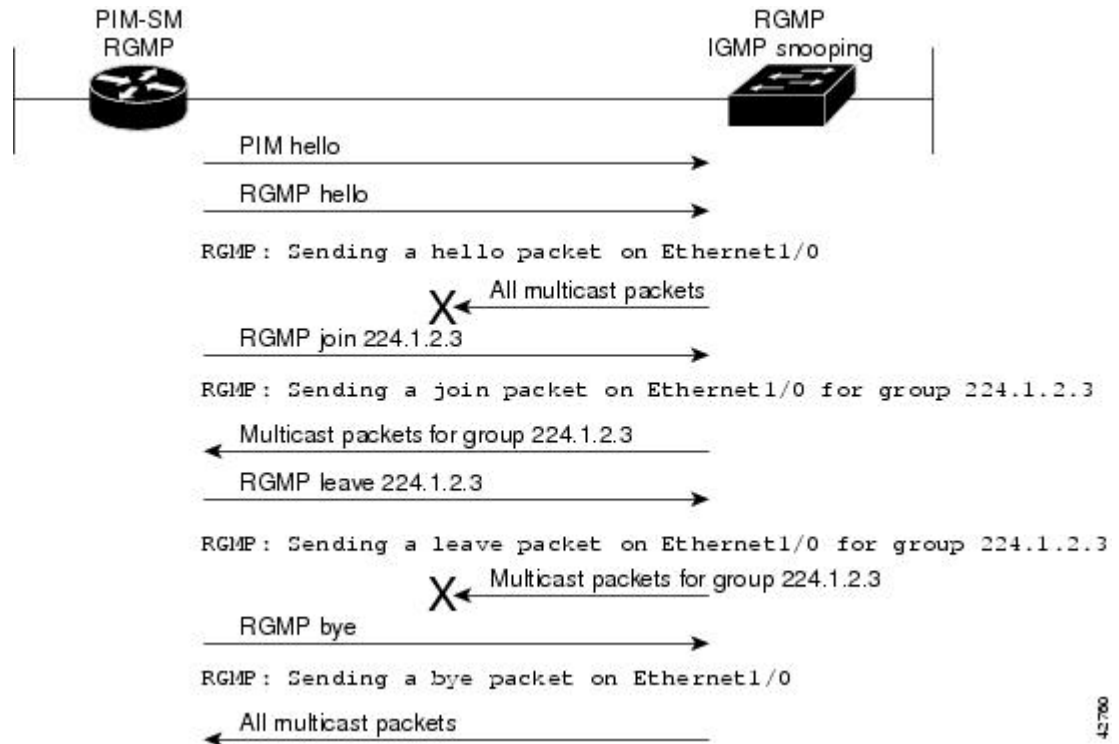 PIM-SM
RGMP
RGMP
IGMP snooping
PIM hello
RGMP hello
RGMP: Sending a hello packet on Ethernet1/0
X
All multicast packets
RGMP join 224.1.2.3
RGMP: Sending a join packet on Ethernet1/0 for group 224.1.2.3
Multicast packets for group 224.1.2.3
RGMP leave 224.1.2.3
RGMP: Sending a leave packet on Ethernet1/0 for group 224.1.2.3
X
Multicast packets for group 224.1.2.3
RGMP bye
RGMP: Sending a bye packet on Ethernet1/0
All multicast packets
42760